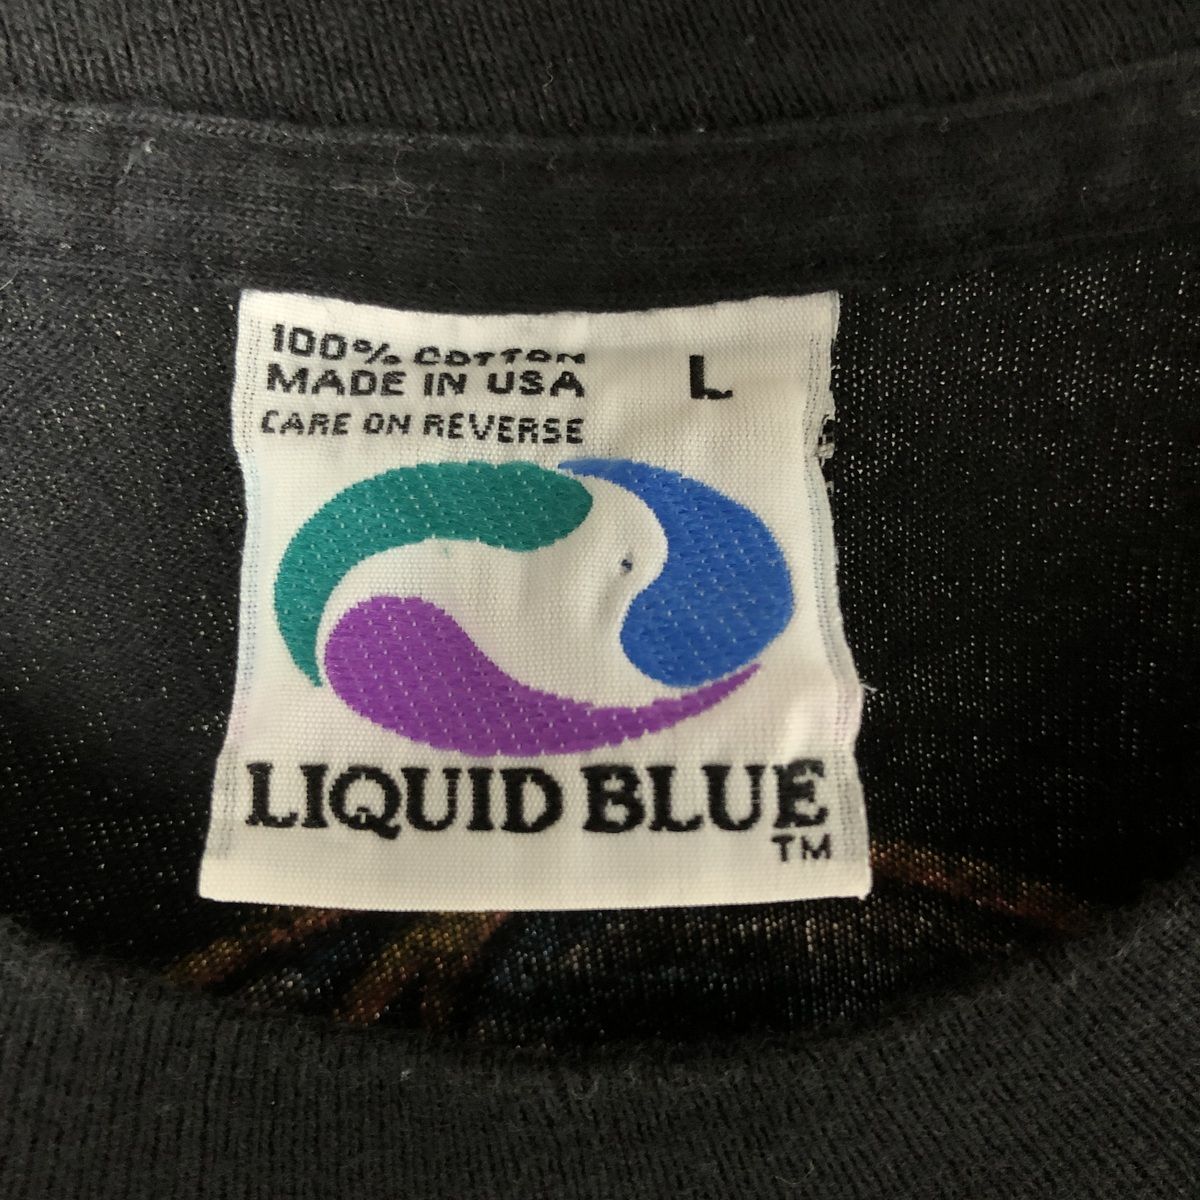 100% COTTON
MADE IN USA
L
CARE ON REVERSE
LIQUID BLUE
TM